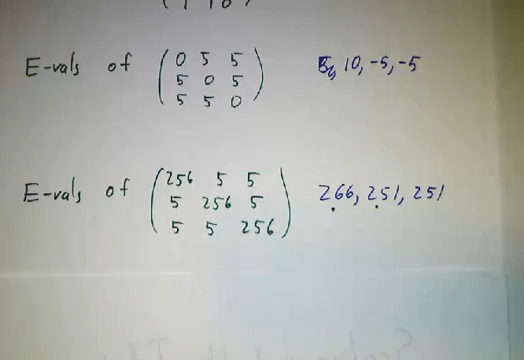 E-vals of (0 5 5 10, -5, -5
5 0 5
5 5 0)
E-vals of (256 5 5 266, 251, 251
5 256 5
5 5 256)